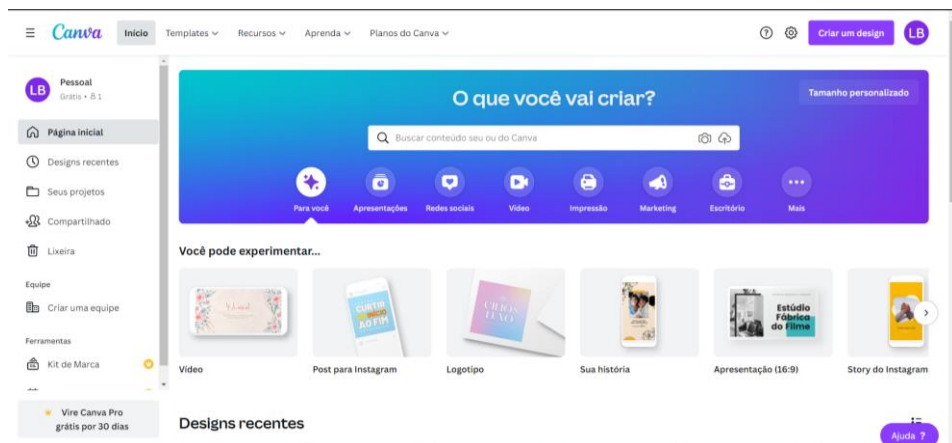 Canva
Início
Templates
Recursos
Aprenda
Planos do Canva
Criar um design
LB
LB
Pessoal
Grátis • 1
Página inicial
Designs recentes
Seus projetos
Compartilhado
Lixeira
Equipe
Criar uma equipe
Ferramentas
Kit de Marca
Vire Canva Pro
grátis por 30 dias
O que você vai criar?
Tamanho personalizado
Buscar conteúdo seu ou do Canva
Para você
Apresentações
Redes sociais
Vídeo
Impressão
Marketing
Escritório
Mais
Você pode experimentar...
CURTIR
DO INÍCIO
AO FIM
Estúdio
Fábrica
do Filme
Vídeo
Post para Instagram
Logotipo
Sua história
Apresentação (16:9)
Story do Instagram
Designs recentes
Ajuda ?